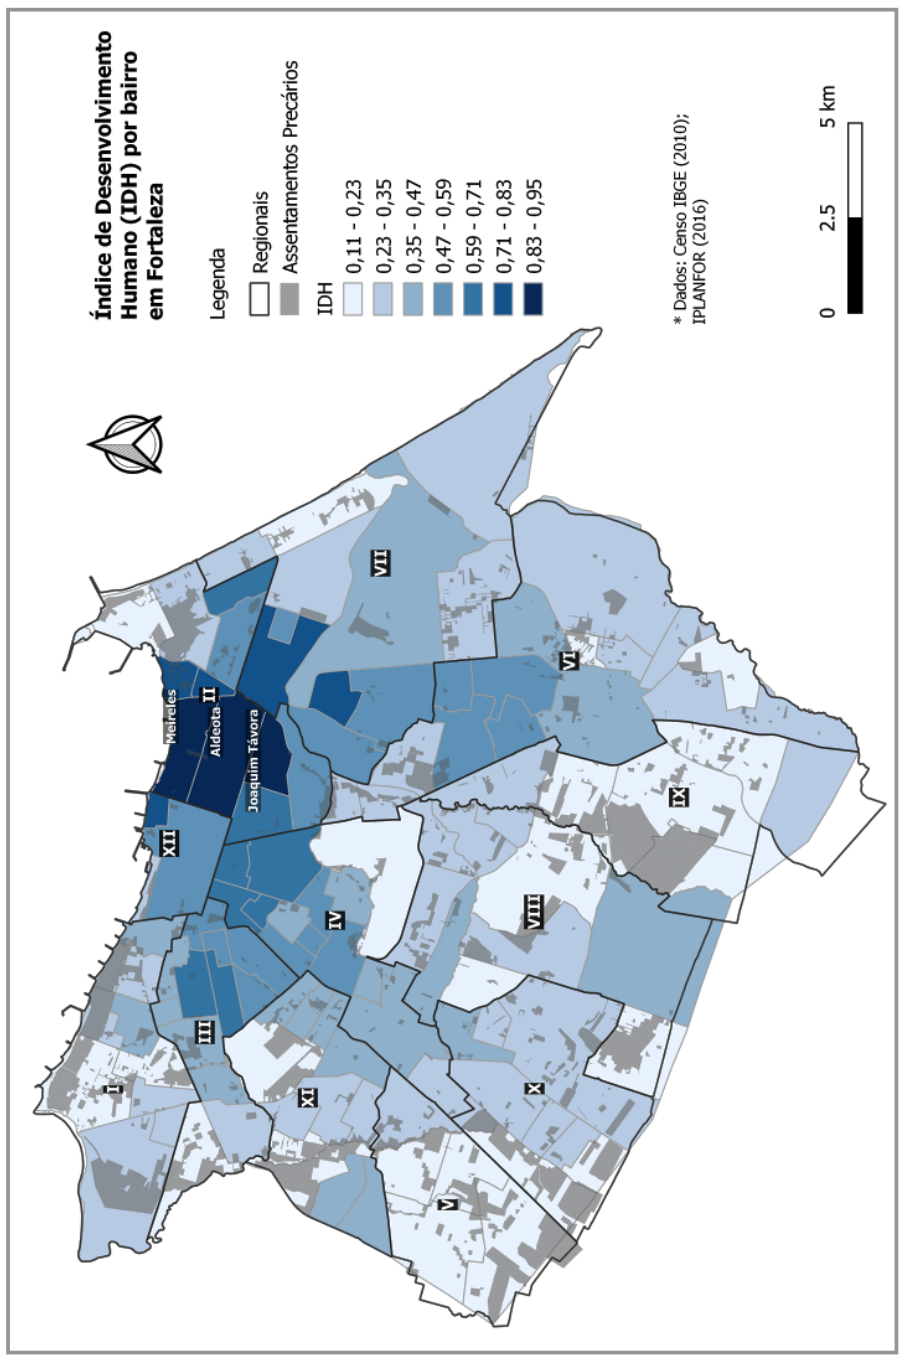 Índice de Desenvolvimento
Humano (IDH) por bairro
em Fortaleza
Legenda
Regionais
Assentamentos Precários
IDH
0,11 - 0,23
0,23 - 0,35
0,35 - 0,47
0,47 - 0,59
0,59 - 0,71
0,71 - 0,83
0,83 - 0,95
* Dados: Censo IBGE (2010);
IPLANFOR (2016)
0 2.5 5 km
Meireles
Aldeota
II
Joaquim Távora
XII
VII
IV
III
I
VI
XI
IX
VIII
X
V